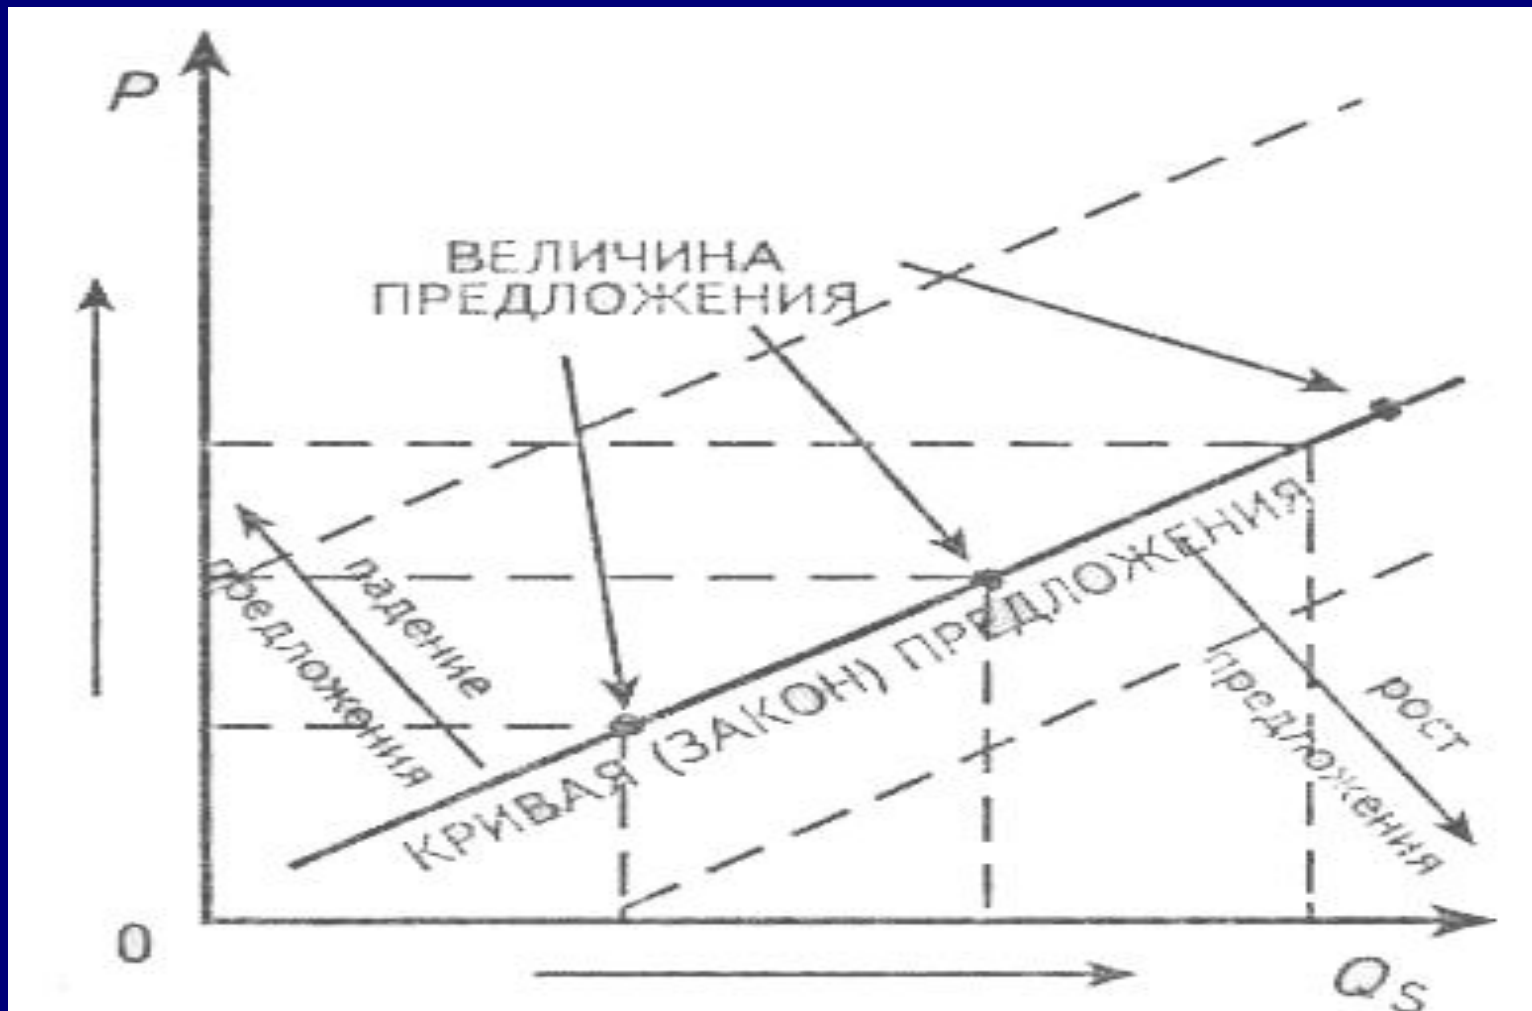 P
ВЕЛИЧИНА
ПРЕДЛОЖЕНИЯ
падение
предложения
КРИВАЯ (ЗАКОН) ПРЕДЛОЖЕНИЯ
рост
предложения
0
Qs